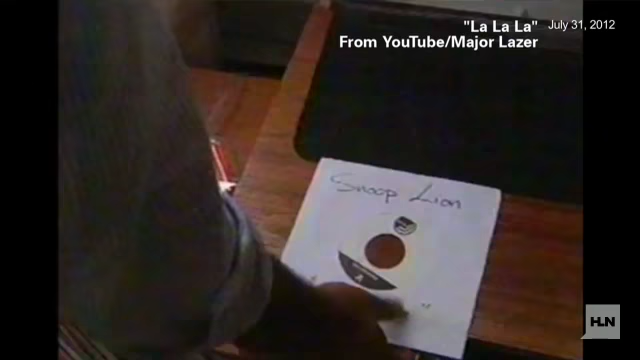 "La La La"
July 31, 2012
From YouTube/Major Lazer
Snoop Lion
HLN